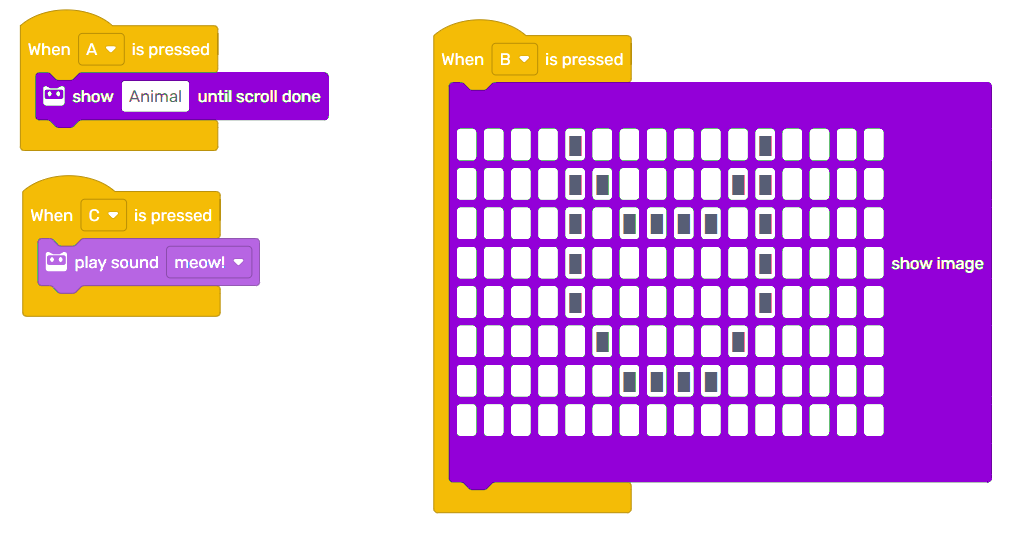 When A is pressed
show Animal until scroll done
When C is pressed
play sound meow!
When B is pressed
show image